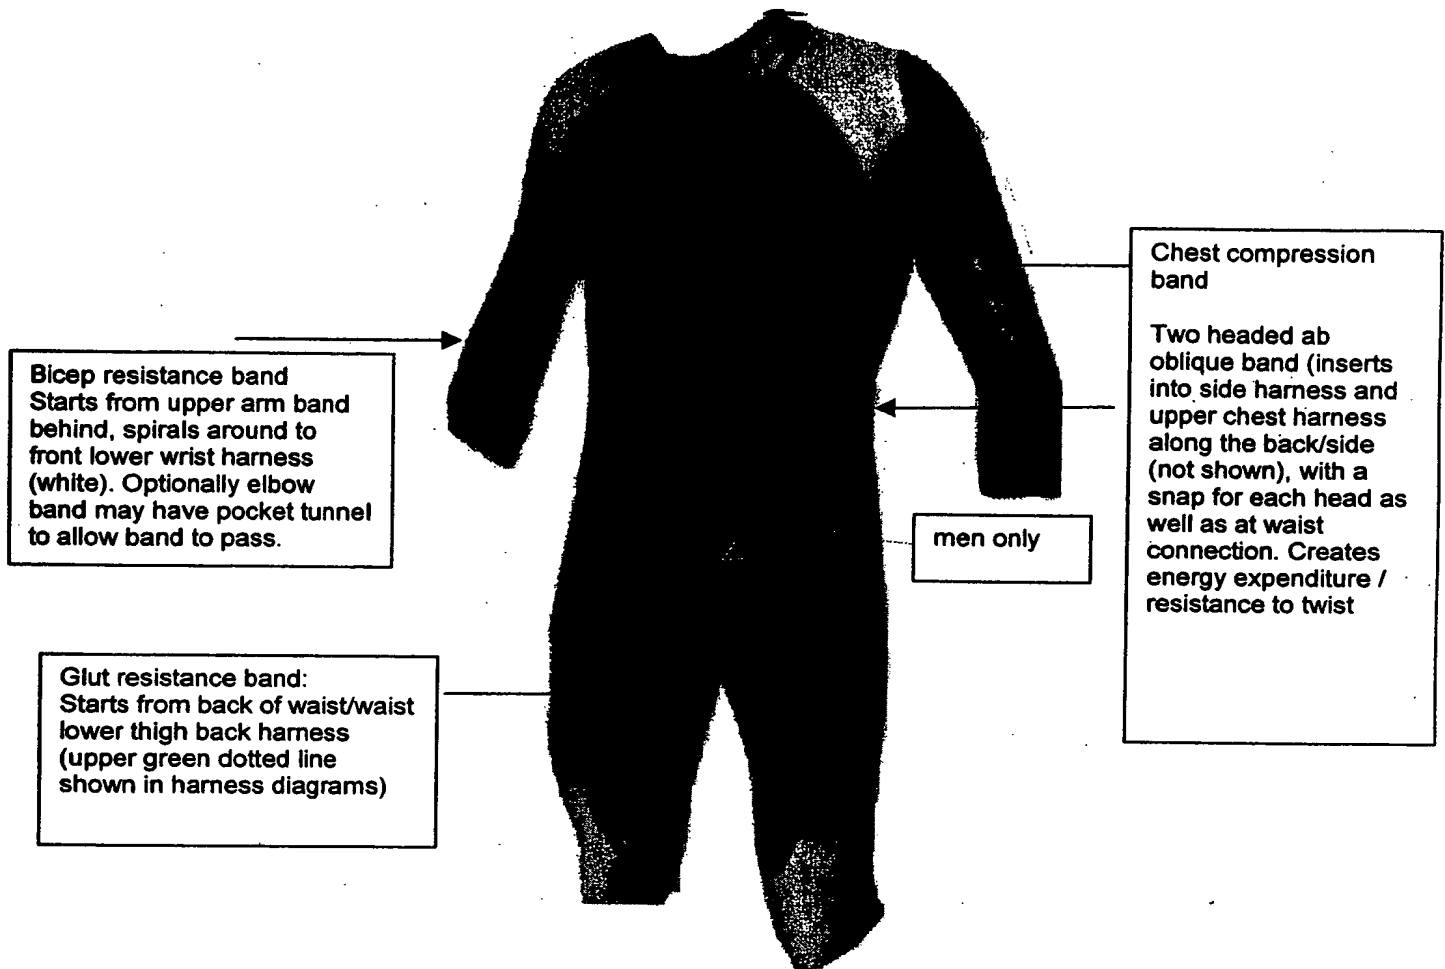 Chest compression
band
Two headed ab
oblique band (inserts
into side harness and
upper chest harness
along the back/side
(not shown), with a
snap for each head as
well as at waist
connection. Creates
energy expenditure /
resistance to twist
Bicep resistance band
Starts from upper arm band
behind, spirals around to
front lower wrist harness
(white). Optionally elbow
band may have pocket tunnel
to allow band to pass.
men only
Glut resistance band:
Starts from back of waist/waist
lower thigh back harness
(upper green dotted line
shown in harness diagrams)